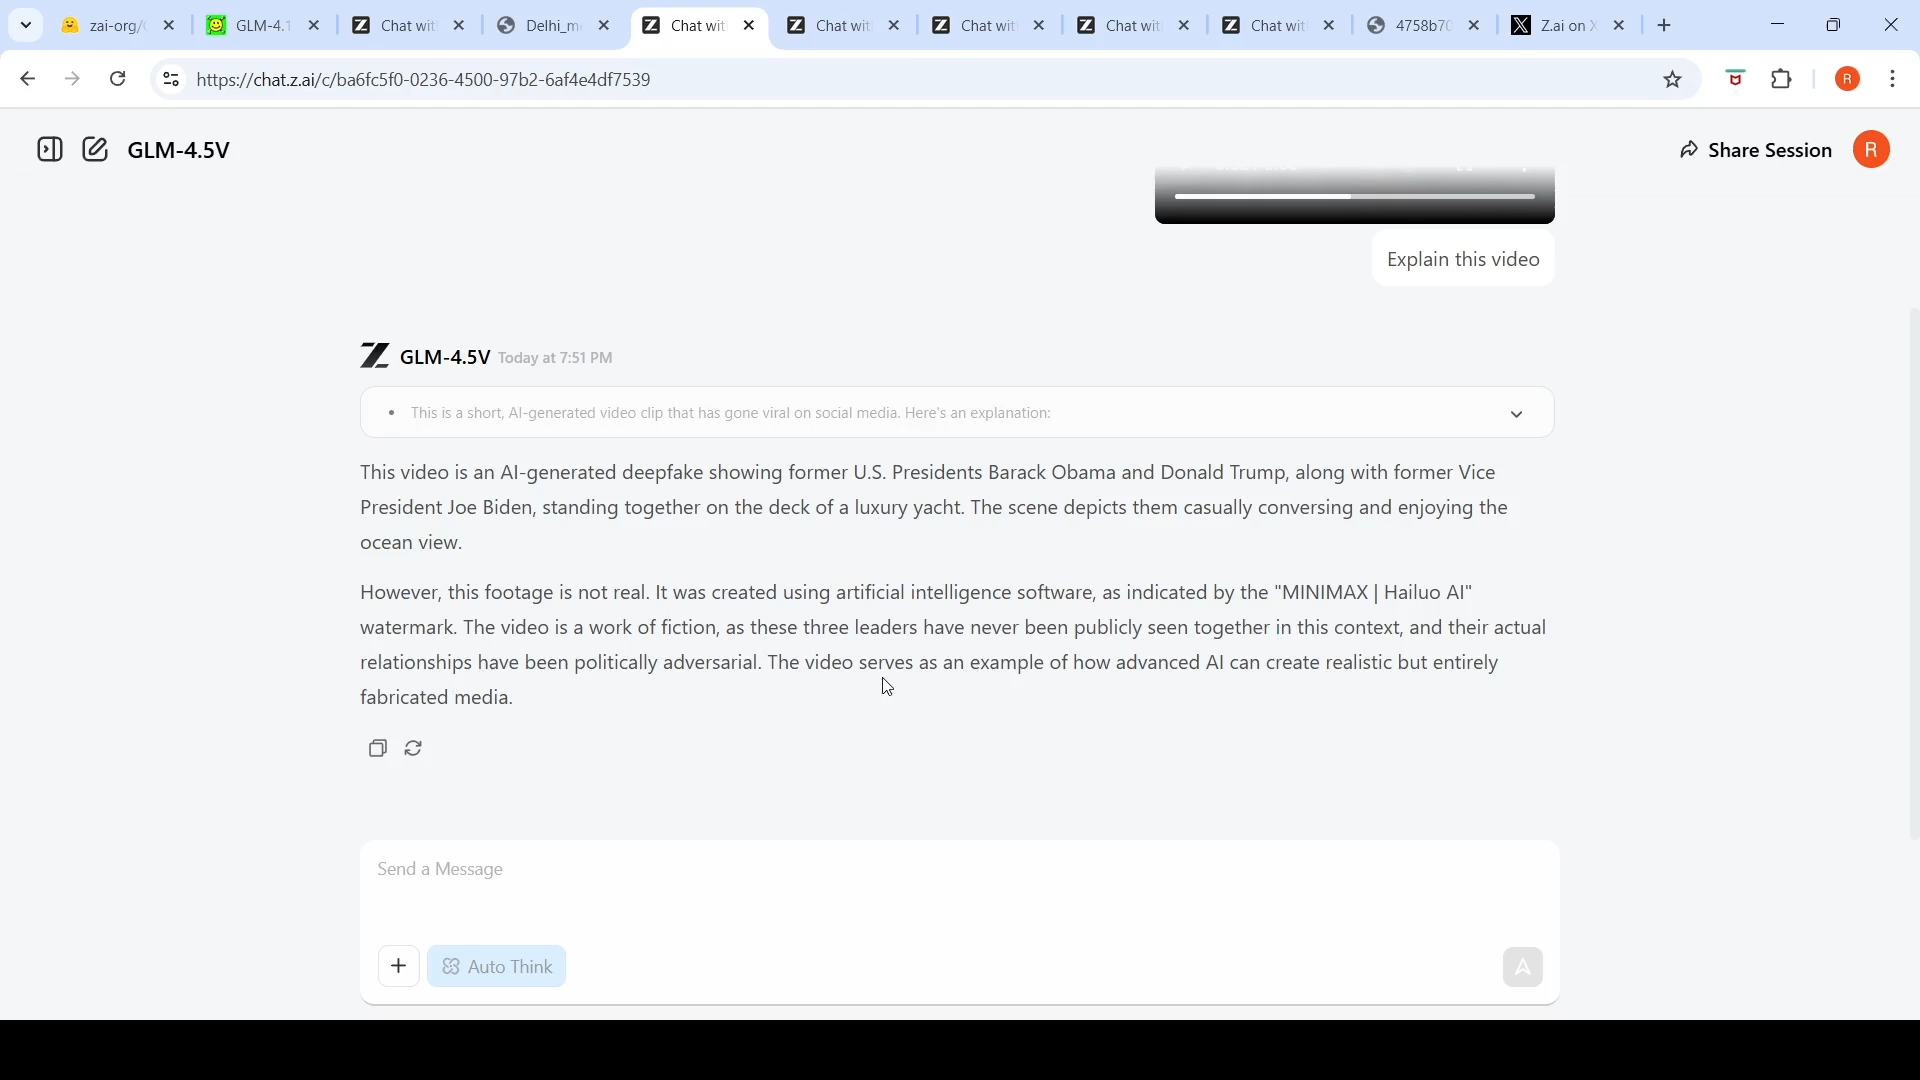 zai-org/
GLM-4.1
Chat wit
Delhi_m
Chat wit
Chat wit
Chat wit
Chat wit
Chat wit
4758b70
Z.ai on X
https://chat.z.ai/c/ba6fc5f0-0236-4500-97b2-6af4e4df7539
R
GLM-4.5V
Share Session
R
Explain this video
GLM-4.5V Today at 7:51 PM
• This is a short, AI-generated video clip that has gone viral on social media. Here's an explanation:
This video is an AI-generated deepfake showing former U.S. Presidents Barack Obama and Donald Trump, along with former Vice
President Joe Biden, standing together on the deck of a luxury yacht. The scene depicts them casually conversing and enjoying the
ocean view.
However, this footage is not real. It was created using artificial intelligence software, as indicated by the "MINIMAX | Hailuo AI"
watermark. The video is a work of fiction, as these three leaders have never been publicly seen together in this context, and their actual
relationships have been politically adversarial. The video serves as an example of how advanced AI can create realistic but entirely
fabricated media.
Send a Message
Auto Think